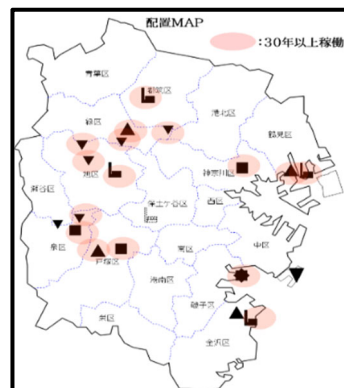 配置MAP
:30年以上稼働
青葉区
都筑区
港北区
緑区
鶴見区
旭区
神奈川区
瀬谷区
保土ケ谷区
西区
泉区
中区
戸塚区
南区
港南区
磯子区
栄区
金沢区